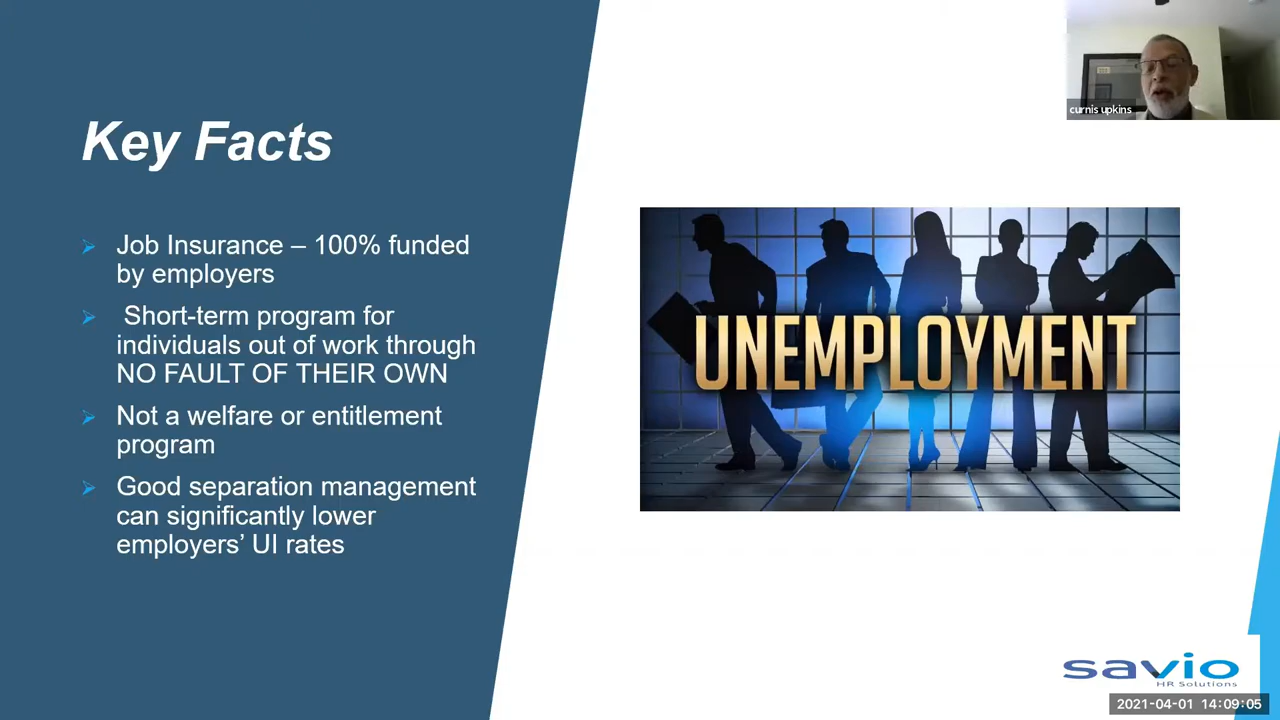 curnis upkins
Key Facts
Job Insurance – 100% funded
by employers
Short-term program for
individuals out of work through
NO FAULT OF THEIR OWN
Not a welfare or entitlement
program
Good separation management
can significantly lower
employers’ UI rates
UNEMPLOYMENT
savio
HR Solutions
2021-04-01 14:09:05